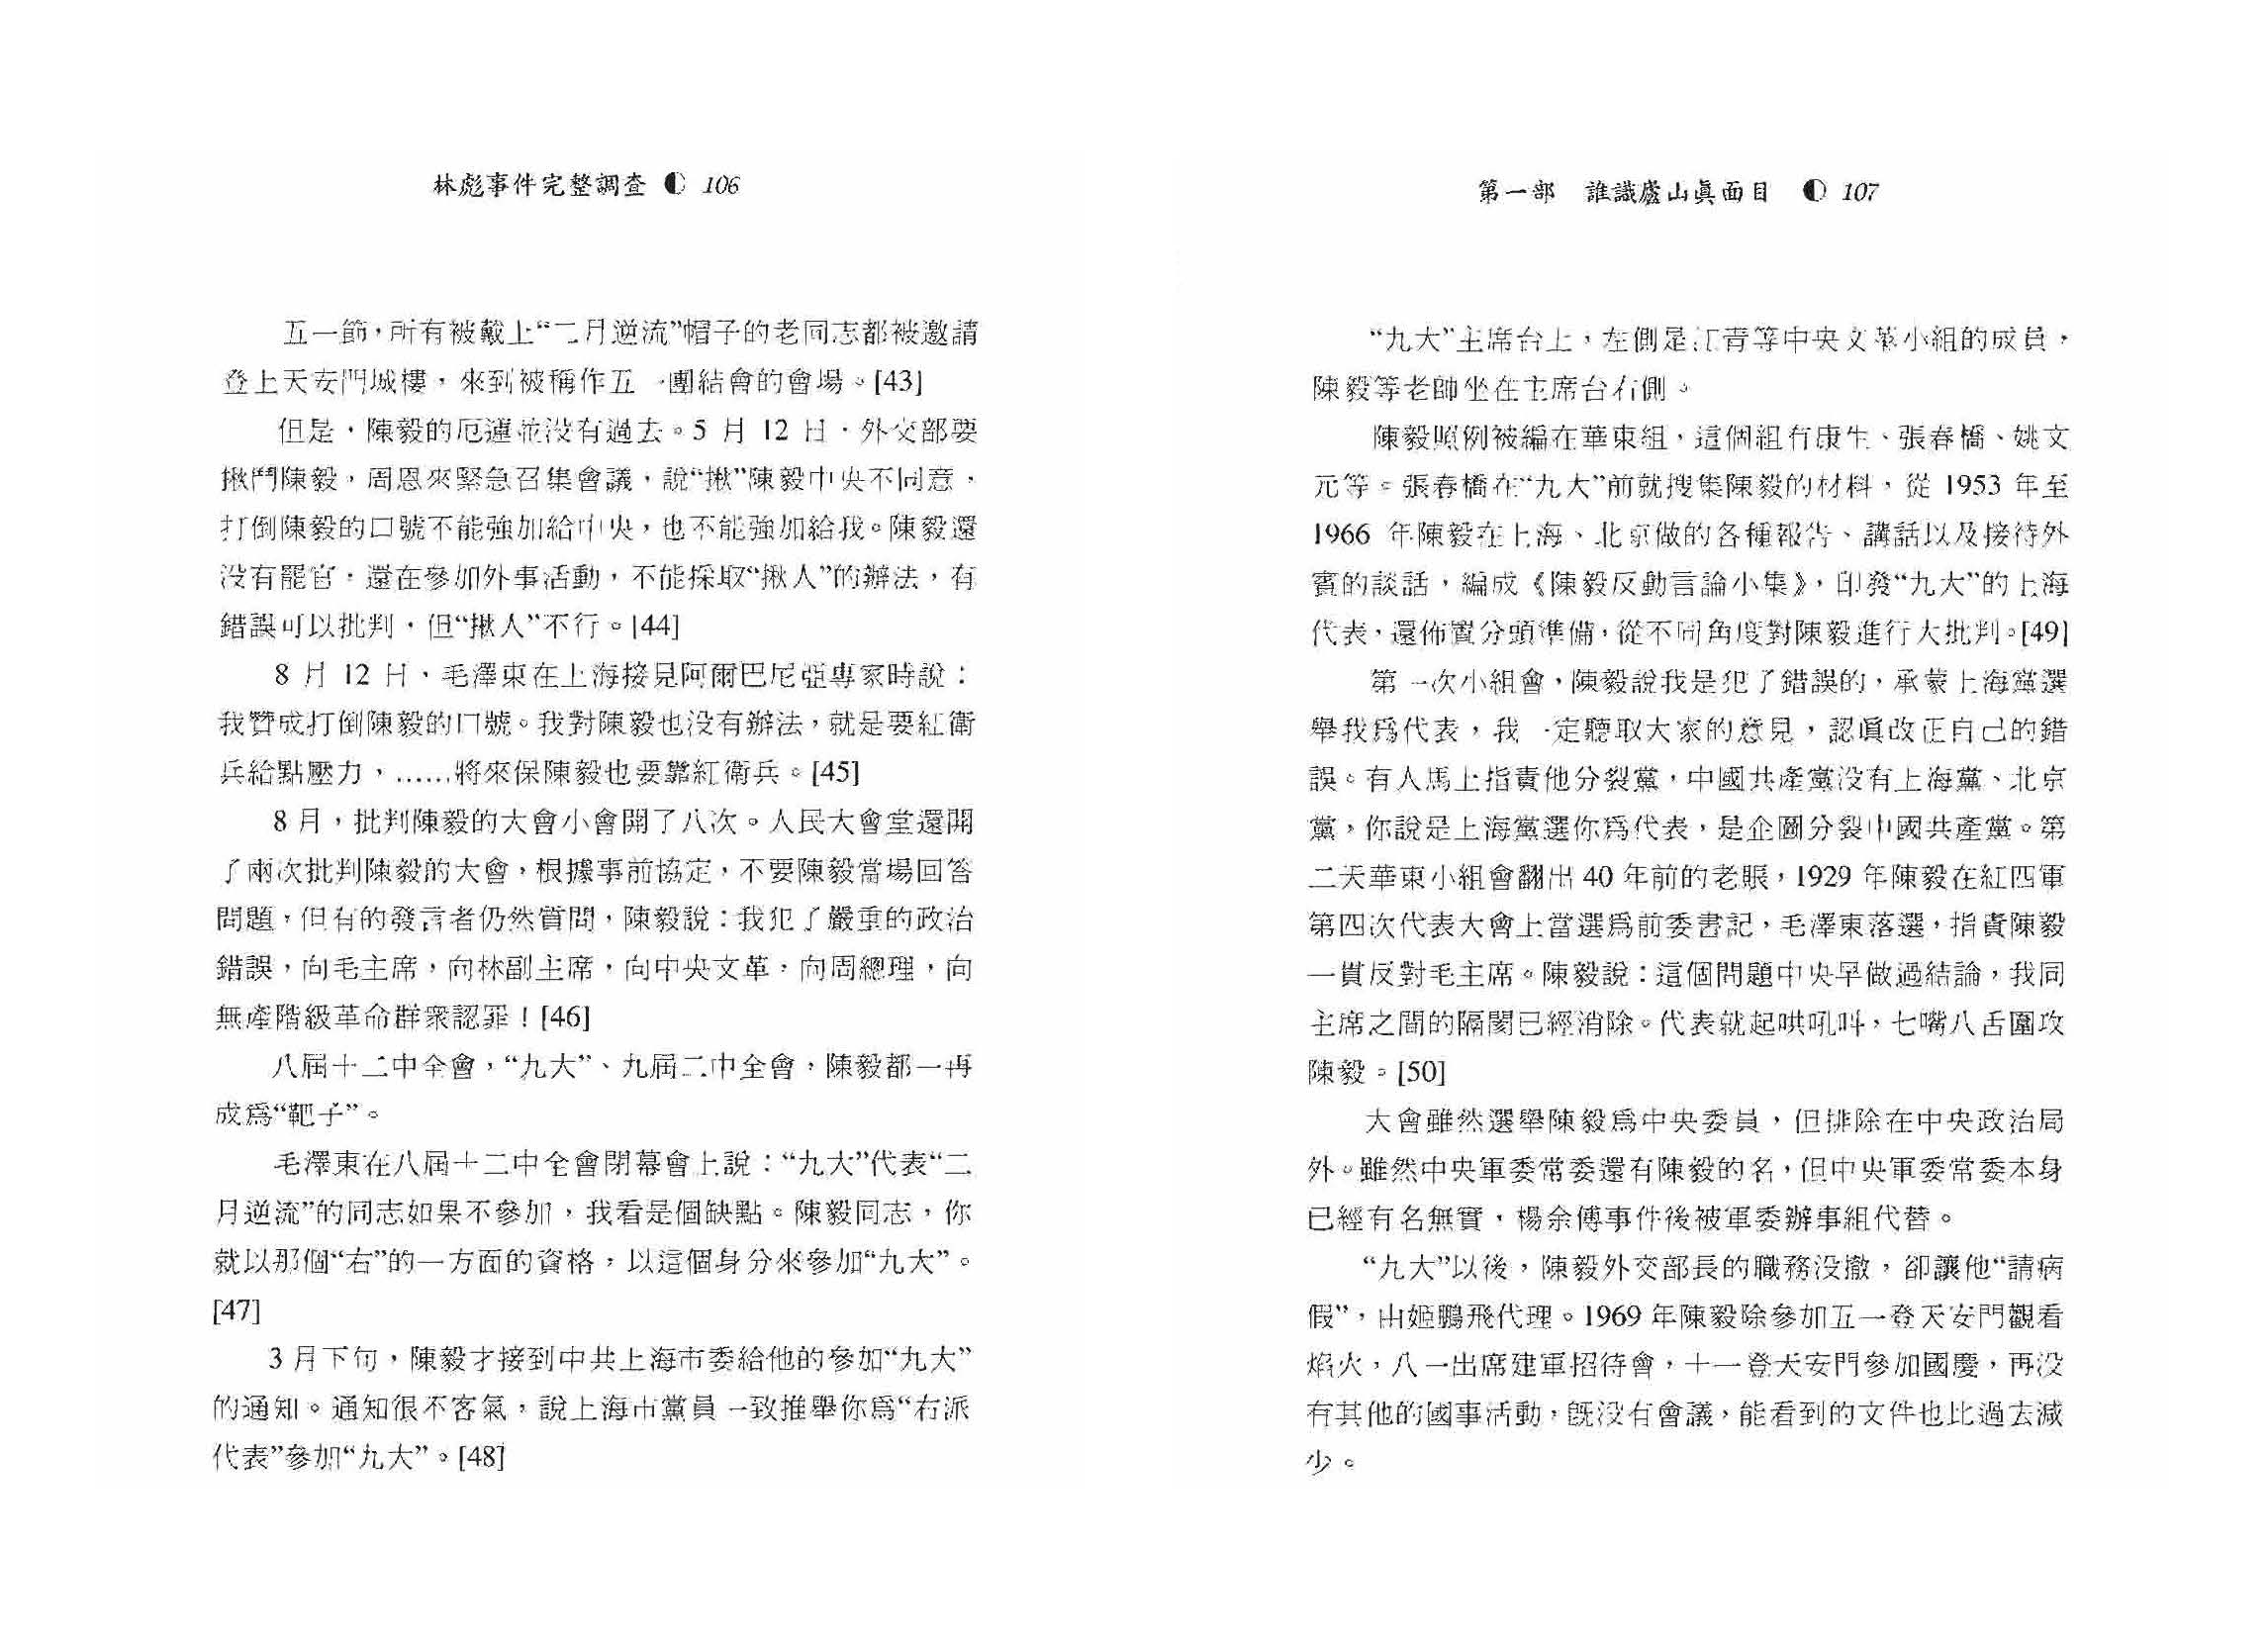 林彪事件完整調查 ◐ 106
五一節，所有被戴上“二月逆流”帽子的老同志都被邀請
登上天安門城樓，來到被稱作五一團結會的會場。[43]
但是，陳毅的厄運並没有過去。5 月 12 日，外交部要
揪鬥陳毅，周恩來緊急召集會議，說“揪”陳毅中央不同意，
打倒陳毅的口號不能強加給中央，也不能強加給我。陳毅還
没有罷官，還在參加外事活動，不能採取“揪人”的辦法，有
錯誤可以批判，但“揪人”不行。[44]
8 月 12 日、毛澤東在上海接見阿爾巴尼亞專家時說：
我贊成打倒陳毅的口號。我對陳毅也没有辦法，就是要紅衛
兵給點壓力，……將來保陳毅也要靠紅衛兵。[45]
8 月，批判陳毅的大會小會開了八次。人民大會堂還開
了兩次批判陳毅的大會，根據事前協定，不要陳毅當場回答
問題，但有的發言者仍然質問，陳毅說：我犯了嚴重的政治
錯誤，向毛主席，向林副主席，向中央文革，向周總理，向
無產階級革命群衆認罪！[46]
八屆十二中全會，“九大”、九屆二中全會，陳毅都一再
成爲“靶子”。
毛澤東在八屆十二中全會閉幕會上說：“九大”代表“二
月逆流”的同志如果不參加，我看是個缺點。陳毅同志，你
就以那個“右”的一方面的資格，以這個身分來參加“九大”。
[47]
3 月下旬，陳毅才接到中共上海市委給他的參加“九大”
的通知。通知很不客氣，說上海市黨員一致推舉你爲“右派
代表”參加“九大”。[48]
第一部　誰識廬山眞面目 ◐ 107
“九大”主席台上，左側是江青等中央文革小組的成員，
陳毅等老帥坐在主席台右側。
陳毅照例被編在華東組，這個組有康生、張春橋、姚文
元等。張春橋在“九大”前就搜集陳毅的材料，從 1953 年至
1966 年陳毅在上海、北京做的各種報告、講話以及接待外
賓的談話，編成《陳毅反動言論小集》，印發“九大”的上海
代表，還佈置分頭準備，從不同角度對陳毅進行大批判。[49]
第一次小組會，陳毅說我是犯了錯誤的，承蒙上海黨選
舉我爲代表，我一定聽取大家的意見，認眞改正自己的錯
誤。有人馬上指責他分裂黨，中國共產黨没有上海黨、北京
黨，你說是上海黨選你爲代表，是企圖分裂中國共產黨。第
二天華東小組會翻出 40 年前的老賬，1929 年陳毅在紅四軍
第四次代表大會上當選爲前委書記，毛澤東落選，指責陳毅
一貫反對毛主席。陳毅說：這個問題中央早做過結論，我同
主席之間的隔閡已經消除。代表就起哄吼叫，七嘴八舌圍攻
陳毅。[50]
大會雖然選舉陳毅爲中央委員，但排除在中央政治局
外。雖然中央軍委常委還有陳毅的名，但中央軍委常委本身
已經有名無實，楊余傅事件後被軍委辦事組代替。
“九大”以後，陳毅外交部長的職務没撤，卻讓他“請病
假”，由姬鵬飛代理。1969 年陳毅除參加五一登天安門觀看
焰火，八一出席建軍招待會，十一登天安門參加國慶，再没
有其他的國事活動，既没有會議，能看到的文件也比過去減
少。